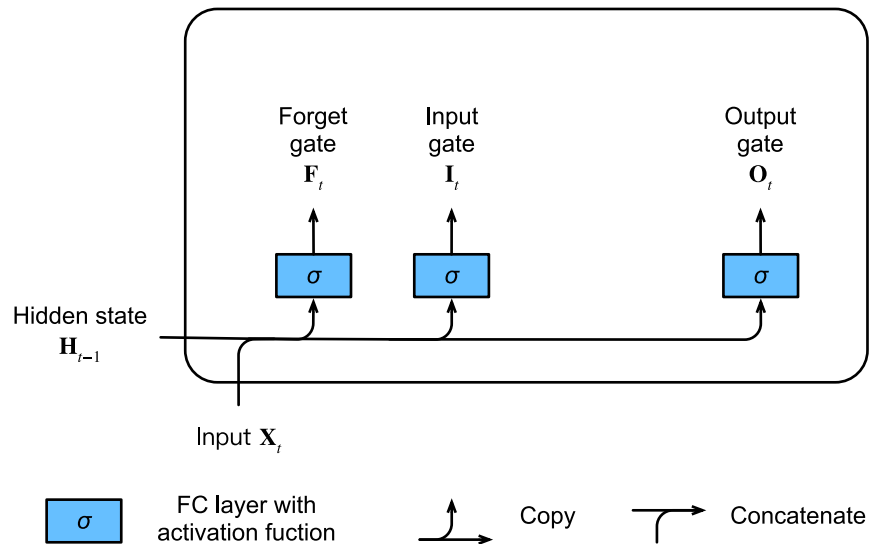 Forget
gate
F_t
Input
gate
I_t
Output
gate
O_t
σ
σ
σ
Hidden state
H_{t−1}
Input X_t
σ
FC layer with
activation fuction
Copy
Concatenate